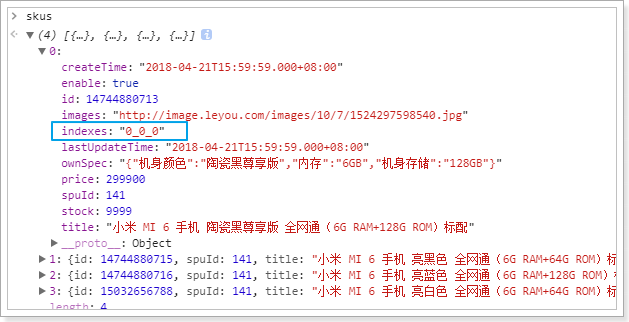 skus
(4) [{…}, {…}, {…}, {…}] i
0:
createTime: "2018-04-21T15:59:59.000+08:00"
enable: true
id: 14744880713
images: "http://image.leyou.com/images/10/7/1524297598540.jpg"
indexes: "0_0_0"
lastUpdateTime: "2018-04-21T15:59:59.000+08:00"
ownSpec: "{"机身颜色":"陶瓷黑尊享版","内存":"6GB","机身存储":"128GB"}"
price: 299900
spuId: 141
stock: 9999
title: "小米 MI 6 手机 陶瓷黑尊享版 全网通 (6G RAM+128G ROM) 标配"
__proto__: Object
1: {id: 14744880715, spuId: 141, title: "小米 MI 6 手机 亮黑色 全网通 (6G RAM+64G ROM) 标
2: {id: 14744880716, spuId: 141, title: "小米 MI 6 手机 亮蓝色 全网通 (6G RAM+128G ROM)
3: {id: 15032656788, spuId: 141, title: "小米 MI 6 手机 亮白色 全网通 (6G RAM+64G ROM) 标
length: 4